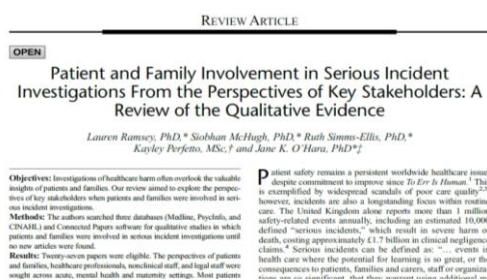 REVIEW ARTICLE
OPEN
Patient and Family Involvement in Serious Incident
Investigations From the Perspectives of Key Stakeholders: A
Review of the Qualitative Evidence
Lauren Ramsey, PhD,* Siobhan McHugh, PhD,* Ruth Simms-Ellis, PhD,*
Kayley Perfetto, MSc,† and Jane K. O'Hara, PhD*‡
Objectives: Investigations of healthcare harm often overlook the valuable
insights of patients and families. Our review aimed to explore the perspec-
tives of key stakeholders when patients and families were involved in seri-
ous incident investigations.
Methods: The authors searched three databases (Medline, PsycInfo, and
CINAHL) and Connected Papers software for qualitative studies in which
patients and families were involved in serious incident investigations until
no new articles were found.
Results: Twenty-seven papers were eligible. The perspectives of patients
and families, healthcare professionals, nonclinical staff, and legal staff were
sought across acute, mental health and maternity settings. Most patients
Patient safety remains a persistent worldwide healthcare issue
despite commitment to improve since To Err Is Human.¹ This
is exemplified by widespread scandals of poor care quality
however, incidents are also a longstanding focus within routine
care. The United Kingdom alone reports more than 1 million
safety-related events annually, including an estimated 10,000
defined "serious incidents," which result in severe harm o
death, costing approximately £1.7 billion in clinical negligence
claims.⁴ Serious incidents can be defined as: "... events i
health care where the potential for learning is so great, or the
consequences to patients, families and carers, staff or organiza